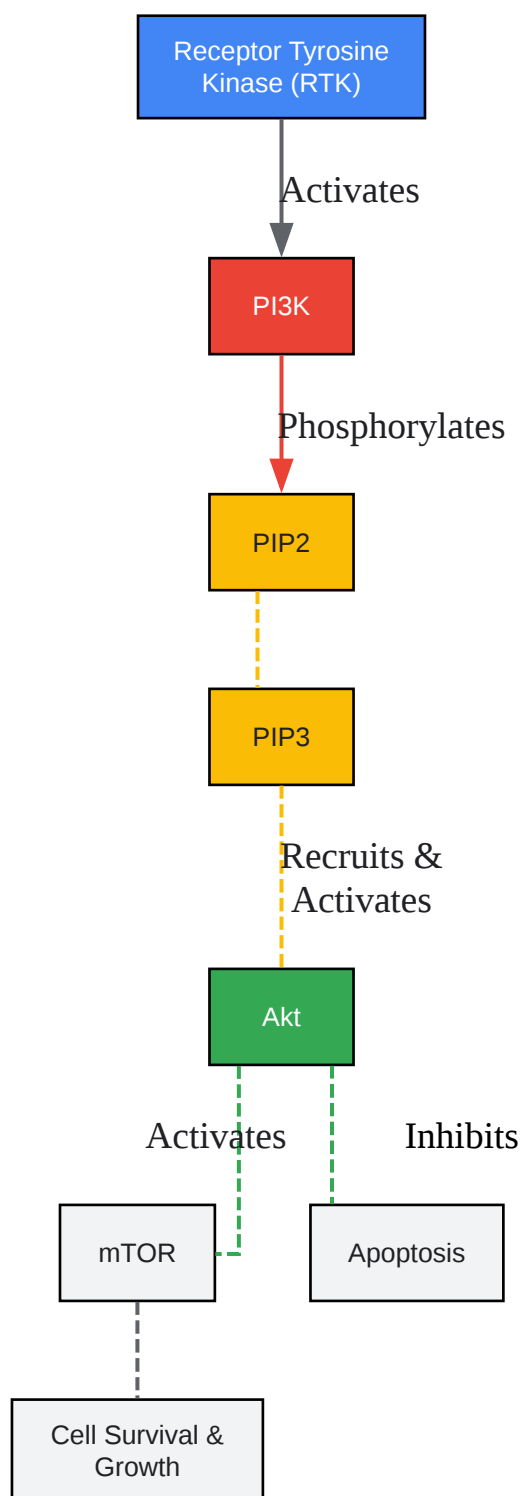 Receptor Tyrosine
Kinase (RTK)
Activates
PI3K
Phosphorylates
PIP2
PIP3
Recruits &
Activates
Akt
Activates
Inhibits
mTOR
Apoptosis
Cell Survival &
Growth